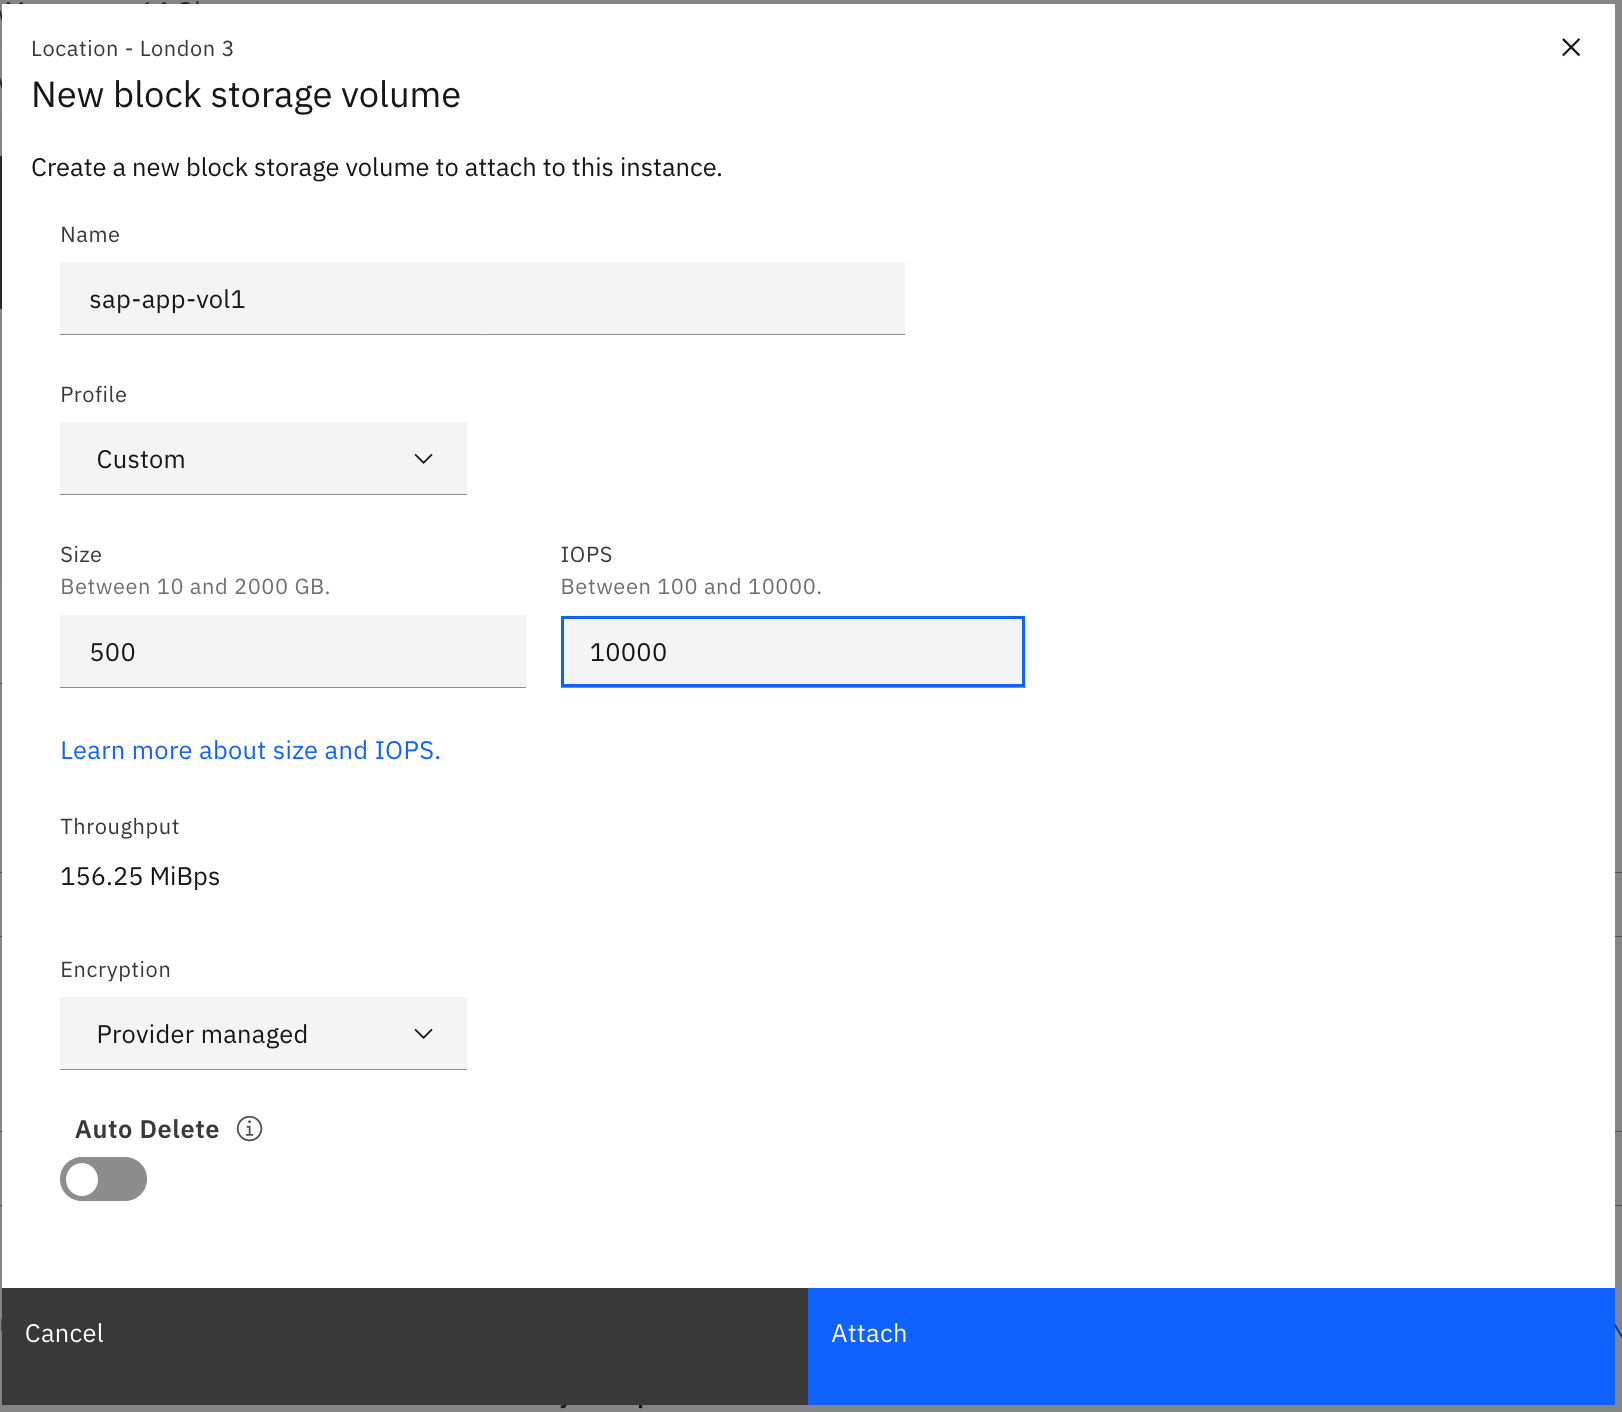 Location - London 3
New block storage volume
Create a new block storage volume to attach to this instance.
Name
sap-app-vol1
Profile
Custom
Size
Between 10 and 2000 GB.
500
IOPS
Between 100 and 10000.
10000
Learn more about size and IOPS.
Throughput
156.25 MiBps
Encryption
Provider managed
Auto Delete
Cancel
Attach